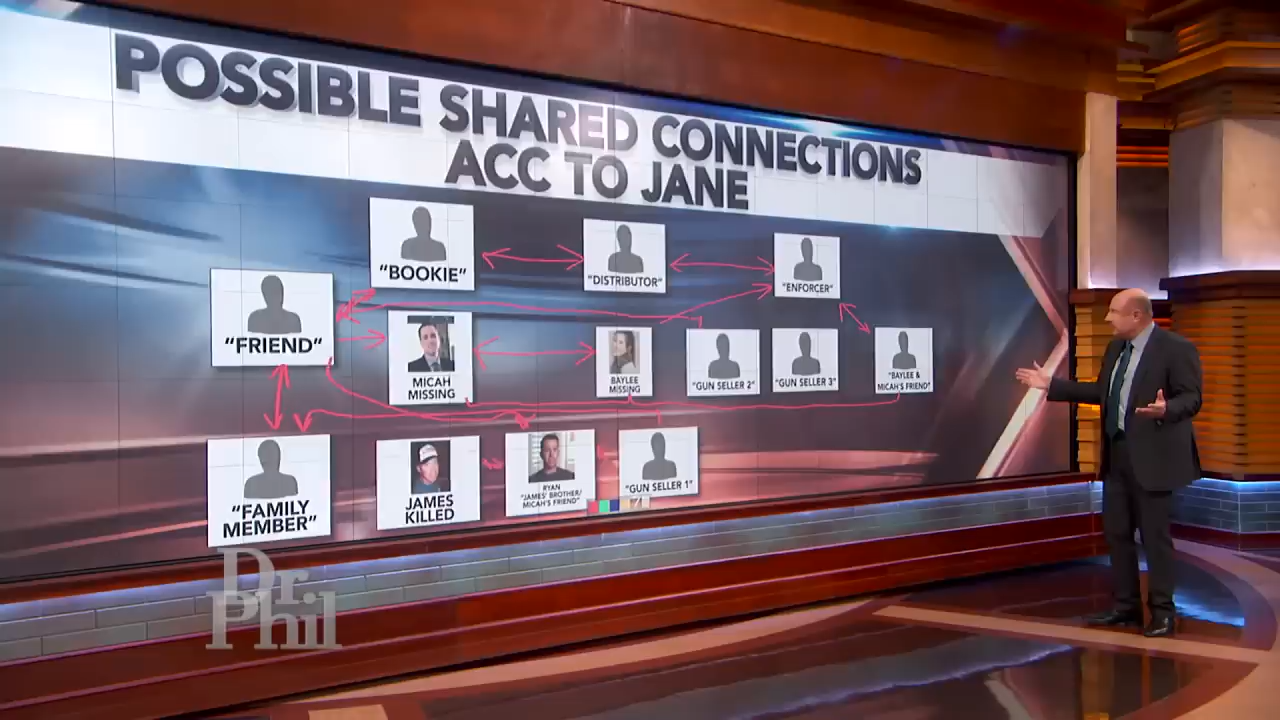 POSSIBLE SHARED CONNECTIONS
ACC TO JANE
"BOOKIE"
"DISTRIBUTOR"
"ENFORCER"
"FRIEND"
MICAH
MISSING
BAYLEE
MISSING
"GUN SELLER 2"
"GUN SELLER 3"
"BAYLEE &
MICAH'S FRIEND"
"FAMILY
MEMBER"
JAMES
KILLED
RYAN
"JAMES' BROTHER/
MICAH'S FRIEND"
"GUN SELLER 1"
Dr.
Phil